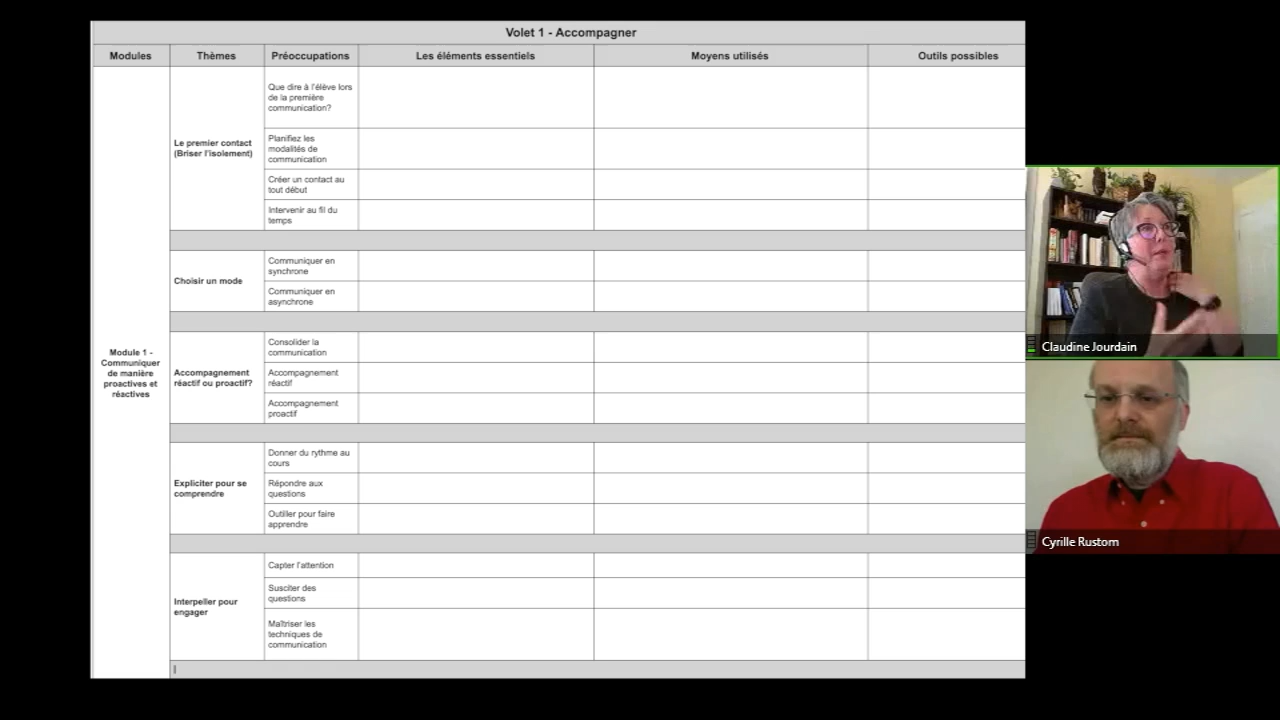 Volet 1 - Accompagner
Modules
Thèmes
Préoccupations
Les éléments essentiels
Moyens utilisés
Outils possibles
Module 1 -
Communiquer
de manière
proactives et
réactives
Le premier contact
(Briser l'isolement)
Que dire à l'élève lors
de la première
communication?
Planifiez les
modalités de
communication
Créer un contact au
tout début
Intervenir au fil du
temps
Choisir un mode
Communiquer en
synchrone
Communiquer en
asynchrone
Accompagnement
réactif ou proactif?
Consolider la
communication
Accompagnement
réactif
Accompagnement
proactif
Expliciter pour se
comprendre
Donner du rythme au
cours
Répondre aux
questions
Outiller pour faire
apprendre
Interpeller pour
engager
Capter l'attention
Susciter des
questions
Maîtriser les
techniques de
communication
Claudine Jourdain
Cyrille Rustom